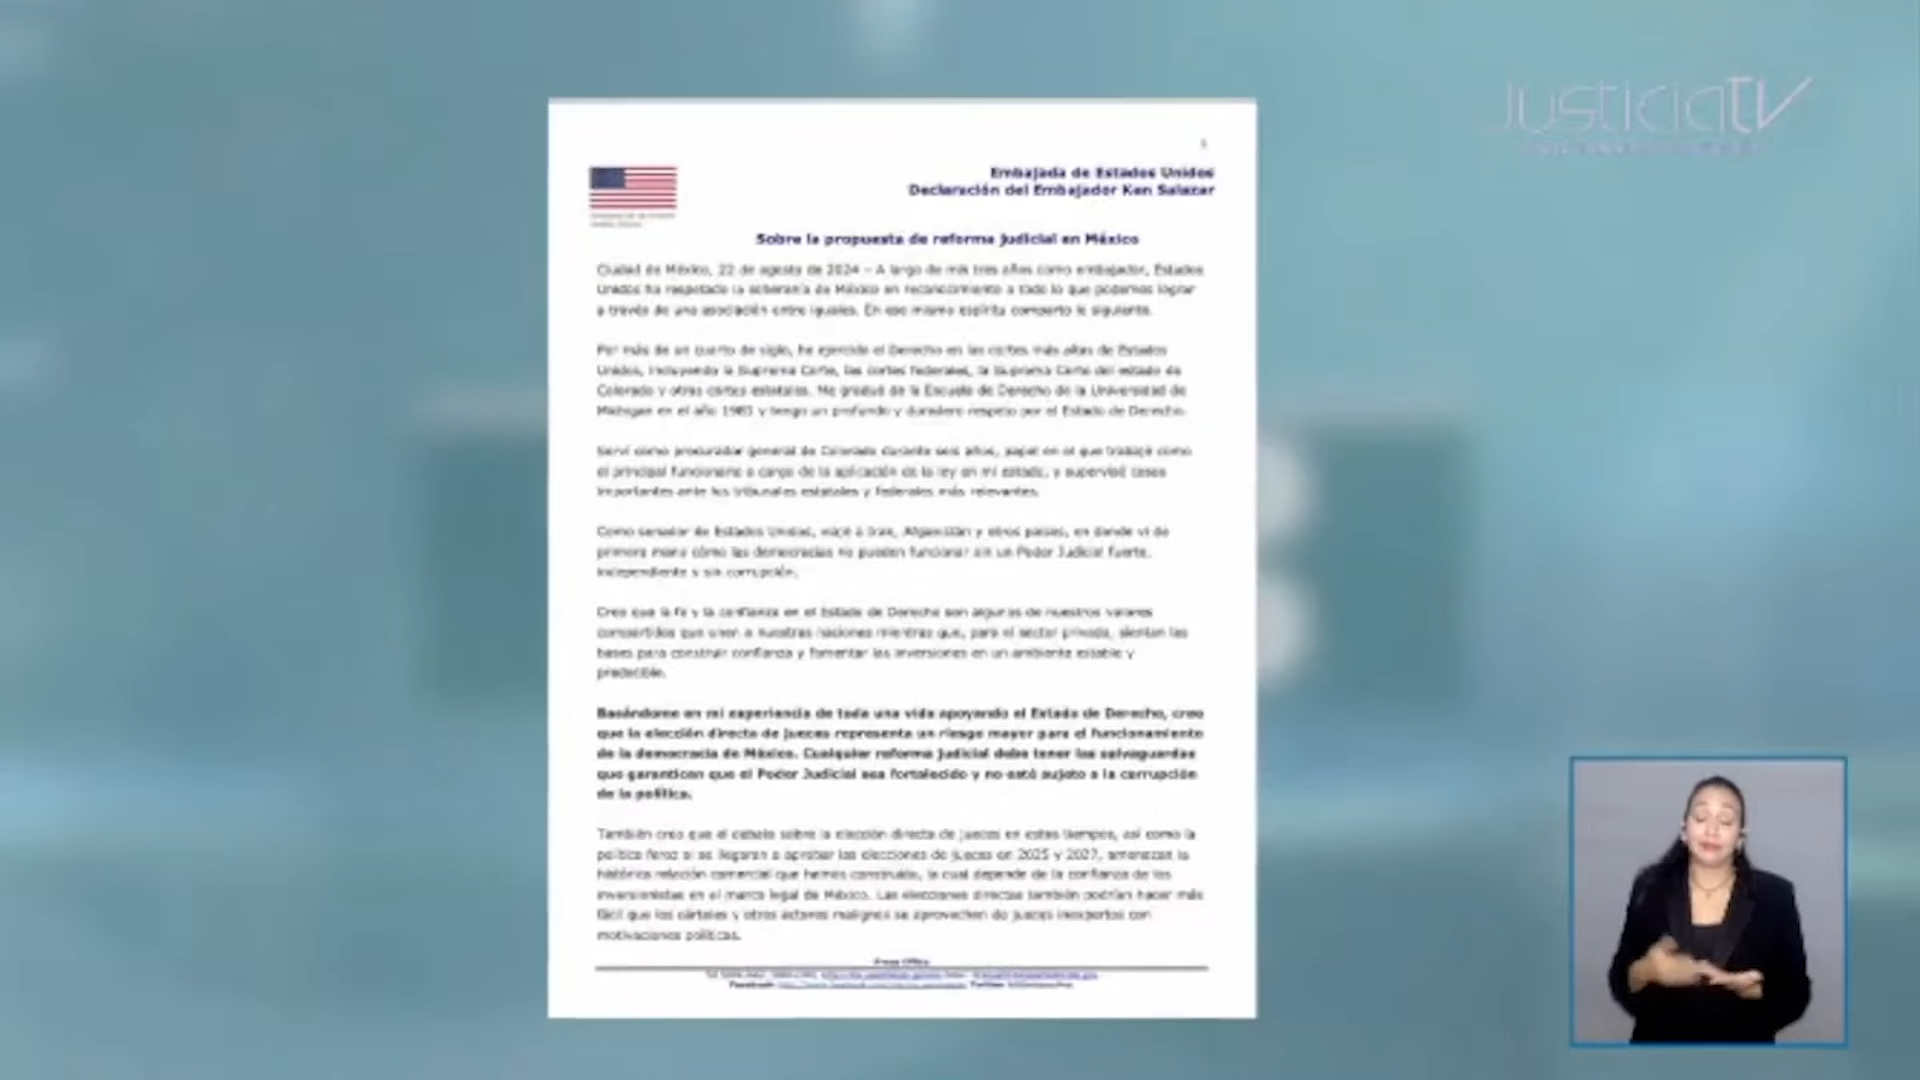 JusticiaTV
Embajada de Estados Unidos
Declaración del Embajador Ken Salazar
Sobre la propuesta de reforma judicial en México
Ciudad de México, 22 de agosto de 2024 – A largo de mis tres años como embajador, Estados
Unidos ha respetado la soberanía de México en reconocimiento a todo lo que podemos lograr
a través de una asociación entre iguales. En ese mismo espíritu comparto lo siguiente.
Por más de un cuarto de siglo, he ejercido el Derecho en las cortes más altas de Estados
Unidos, incluyendo la Suprema Corte, las cortes federales, la Suprema Corte del estado de
Colorado y otras cortes estatales. Me gradué de la Escuela de Derecho de la Universidad de
Michigan en el año 1981 y tengo un profundo y duradero respeto por el Estado de Derecho.
Serví como procurador general de Colorado durante seis años, papel en el que trabajé como
el principal funcionario a cargo de la aplicación de la ley en mi estado, y supervisé casos
importantes ante los tribunales estatales y federales más relevantes.
Como senador de Estados Unidos, viajé a Irak, Afganistán y otros países, en donde vi de
primera mano cómo las democracias no pueden funcionar sin un Poder Judicial fuerte,
independiente y sin corrupción.
Creo que la fe y la confianza en el Estado de Derecho son algunos de nuestros valores
compartidos que unen a nuestras naciones mientras que, para el sector privado, sientan las
bases para construir confianza y fomentar las inversiones en un ambiente estable y
predecible.
Basándome en mi experiencia de toda una vida apoyando el Estado de Derecho, creo
que la elección directa de jueces representa un riesgo mayor para el funcionamiento
de la democracia de México. Cualquier reforma judicial debe tener las salvaguardas
que garanticen que el Poder Judicial sea fortalecido y no esté sujeto a la corrupción
de la política.
También creo que el debate sobre la elección directa de jueces en estos tiempos, así como la
política feroz si se llegaran a aprobar las elecciones de jueces en 2025 y 2027, amenazan la
histórica relación comercial que hemos construido, la cual depende de la confianza de los
inversionistas en el marco legal de México. Las elecciones directas también podrían hacer más
fácil que los cárteles y otros actores malignos se aprovechen de jueces inexpertos con
motivaciones políticas.
Press Office
Facebook:
Twitter: